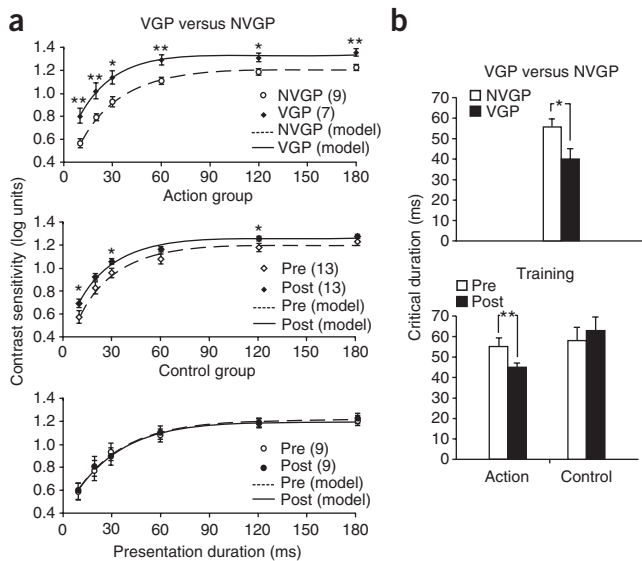 a
VGP versus NVGP
1.4
1.2
1.0
0.8
0.6
0.4
** ** * ** * **
NVGP (9)
VGP (7)
NVGP (model)
VGP (model)
0 30 60 90 120 150 180
Action group
1.4
1.2
1.0
0.8
0.6
0.4
* * *
Pre (13)
Post (13)
Pre (model)
Post (model)
0 30 60 90 120 150 180
Control group
1.4
1.2
1.0
0.8
0.6
0.4
Pre (9)
Post (9)
Pre (model)
Post (model)
0 30 60 90 120 150 180
Presentation duration (ms)
Contrast sensitivity (log units)
b
VGP versus NVGP
NVGP
VGP
*
70
60
50
40
30
20
10
0
Training
Pre
Post
**
70
60
50
40
30
20
10
0
Action Control
Critical duration (ms)